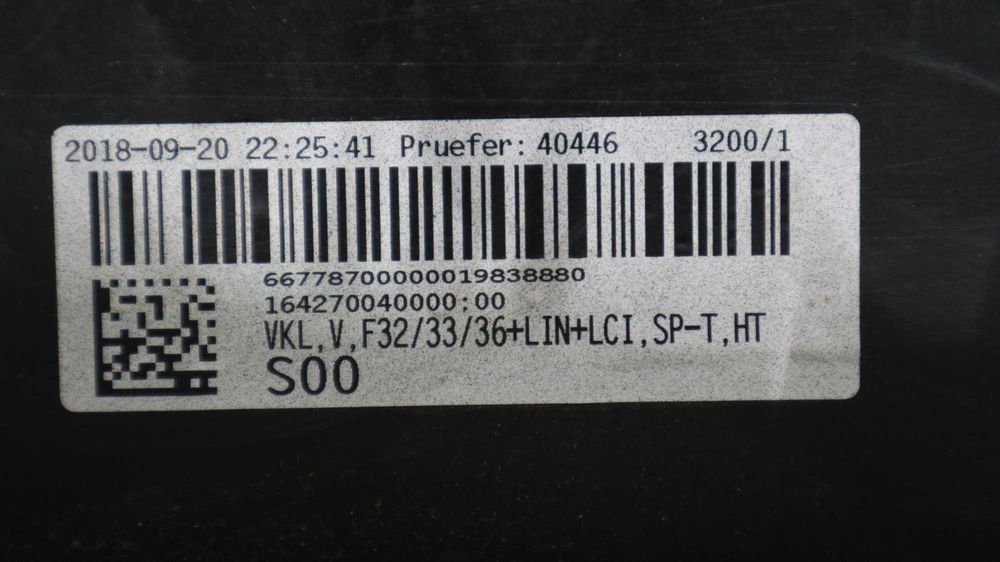 2018-09-20 22:25:41 Pruefer: 40446 3200/1
66778700000019838880
164270040000;00
VKL,V,F32/33/36+LIN+LCI,SP-T,HT
S00